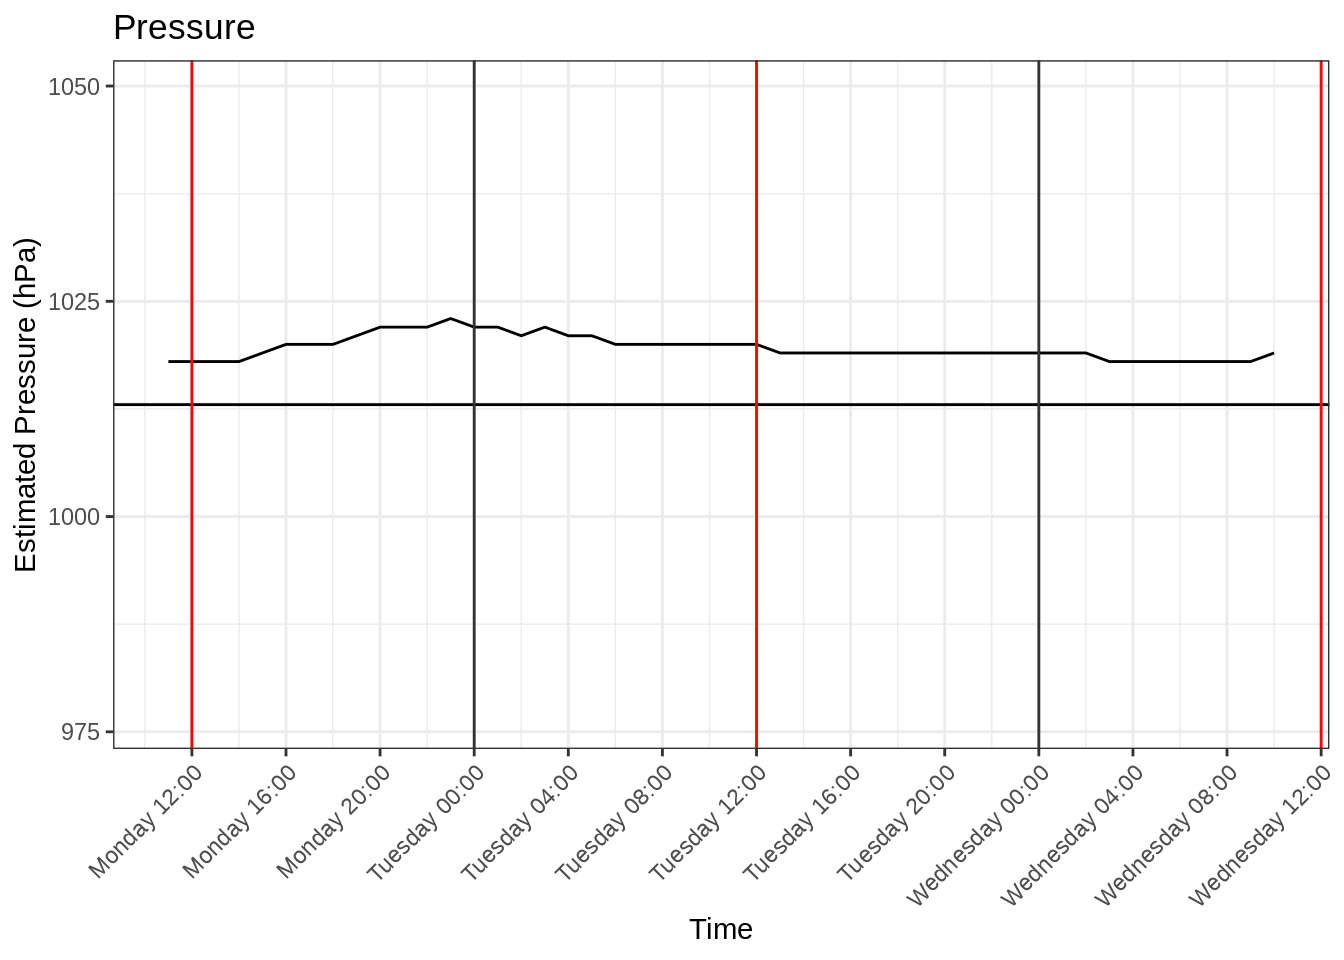 Pressure
Estimated Pressure (hPa)
1050
1025
1000
975
Monday 12:00
Monday 16:00
Monday 20:00
Tuesday 00:00
Tuesday 04:00
Tuesday 08:00
Tuesday 12:00
Tuesday 16:00
Tuesday 20:00
Wednesday 00:00
Wednesday 04:00
Wednesday 08:00
Wednesday 12:00
Time